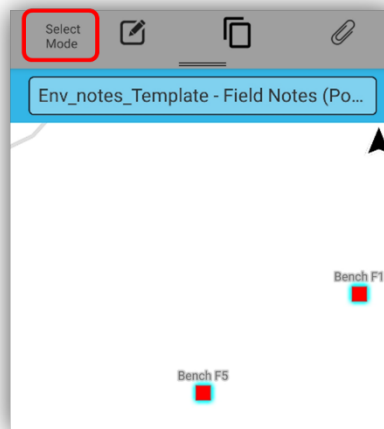 Select
Mode
Env_notes_Template - Field Notes (Po...
Bench F1
Bench F5